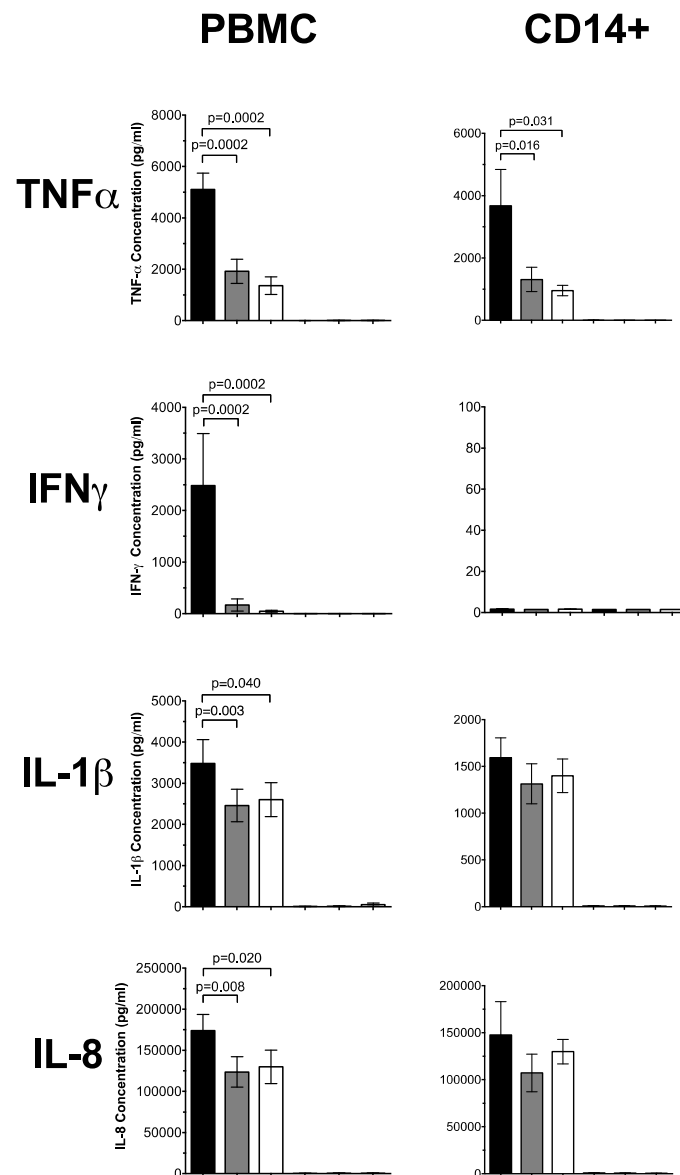 PBMC
CD14+
TNFα
TNF-α Concentration (pg/ml)
8000
6000
4000
2000
0
p=0.0002
p=0.0002
6000
4000
2000
0
p=0.031
p=0.016
IFNγ
IFN-γ Concentration (pg/ml)
4000
3000
2000
1000
0
p=0.0002
p=0.0002
100
80
60
40
20
0
IL-1β
IL-1β Concentration (pg/ml)
5000
4000
3000
2000
1000
0
p=0.040
p=0.003
2000
1500
1000
500
0
IL-8
IL-8 Concentration (pg/ml)
250000
200000
150000
100000
50000
0
p=0.020
p=0.008
200000
150000
100000
50000
0